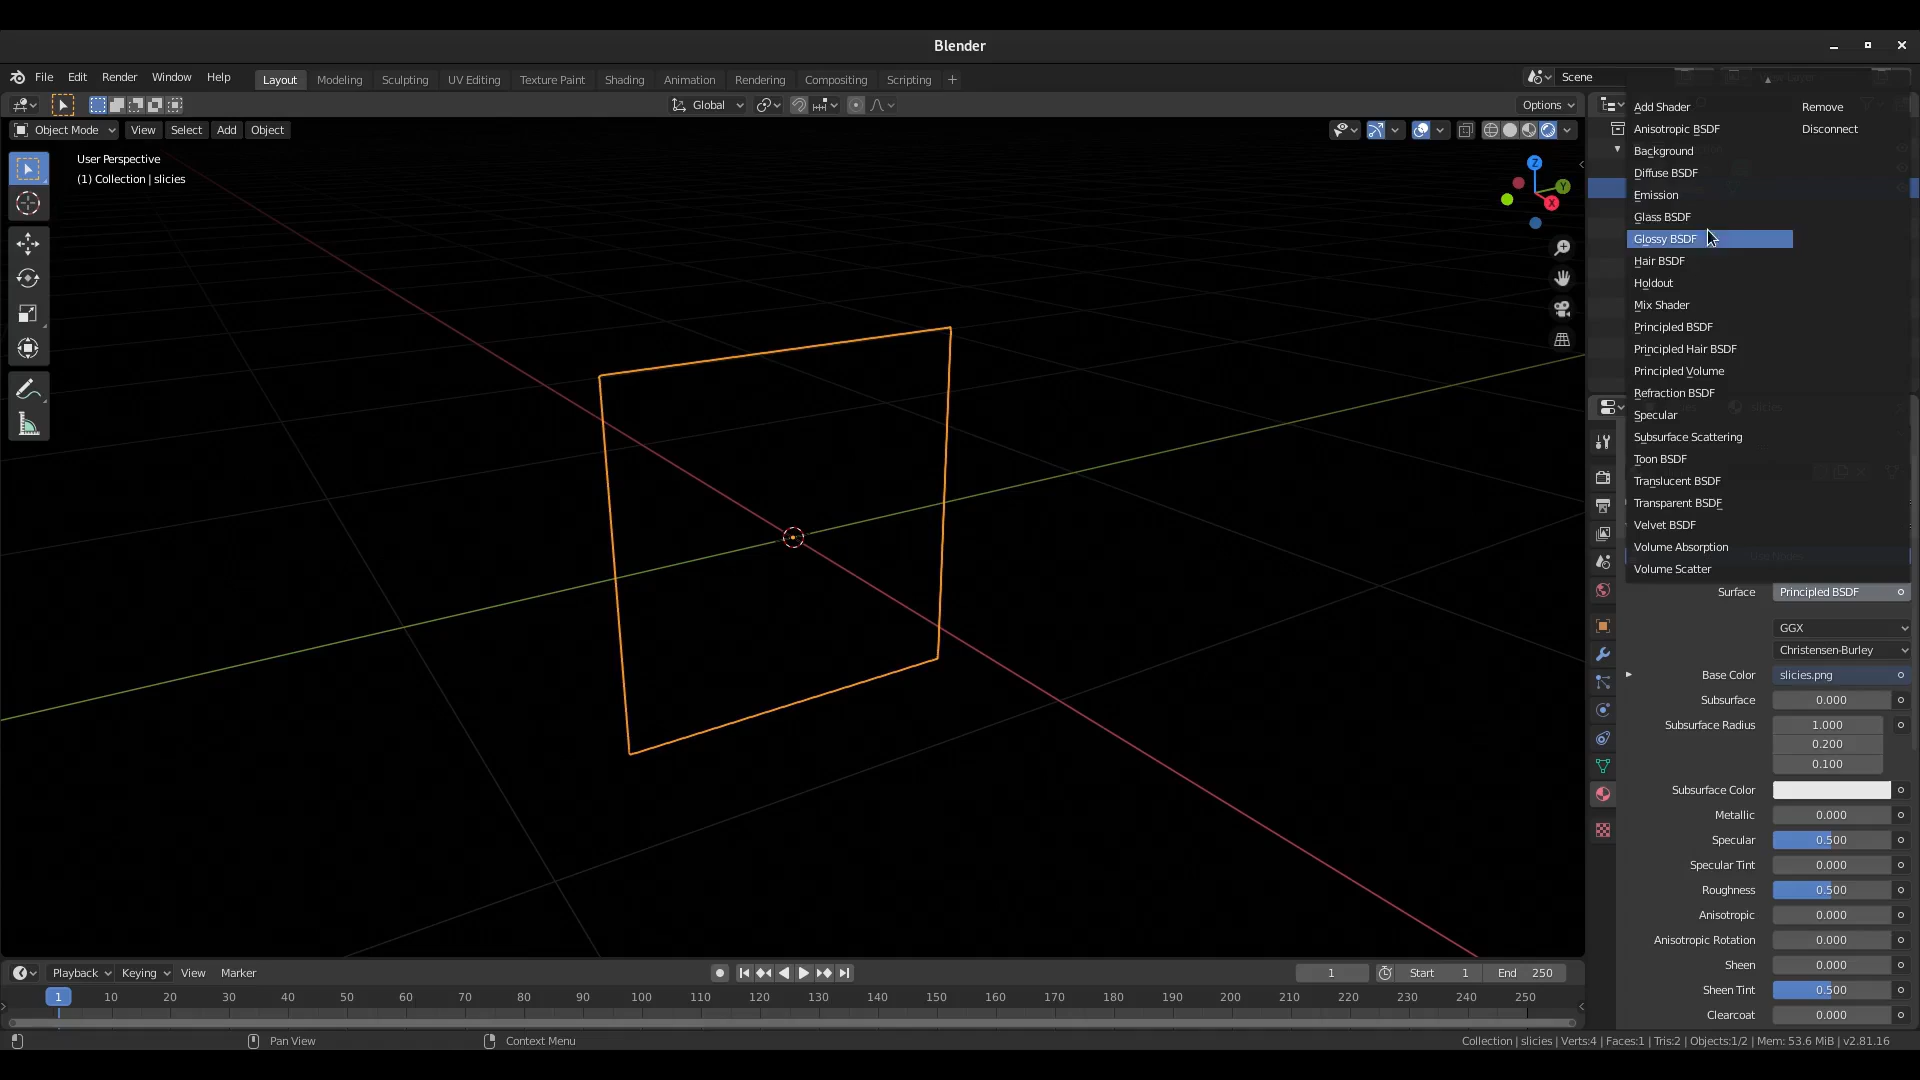 Blender
File Edit Render Window Help Layout Modeling Sculpting UV Editing Texture Paint Shading Animation Rendering Compositing Scripting + Scene
Global Options
Object Mode View Select Add Object
User Perspective
(1) Collection | slicies
Z
Y
X
Add Shader Remove
Anisotropic BSDF Disconnect
Background
Diffuse BSDF
Emission
Glass BSDF
Glossy BSDF
Hair BSDF
Holdout
Mix Shader
Principled BSDF
Principled Hair BSDF
Principled Volume
Refraction BSDF
Specular
Subsurface Scattering
Toon BSDF
Translucent BSDF
Transparent BSDF
Velvet BSDF
Volume Absorption
Volume Scatter
Surface Principled BSDF
GGX
Christensen-Burley
Base Color slicies.png
Subsurface 0.000
Subsurface Radius 1.000
0.200
0.100
Subsurface Color
Metallic 0.000
Specular 0.500
Specular Tint 0.000
Roughness 0.500
Anisotropic 0.000
Anisotropic Rotation 0.000
Sheen 0.000
Sheen Tint 0.500
Clearcoat 0.000
Playback Keying View Marker 1 Start 1 End 250
1 10 20 30 40 50 60 70 80 90 100 110 120 130 140 150 160 170 180 190 200 210 220 230 240 250
Pan View Context Menu Collection | slicies | Verts:4 | Faces:1 | Tris:2 | Objects:1/2 | Mem: 53.6 MiB | v2.81.16